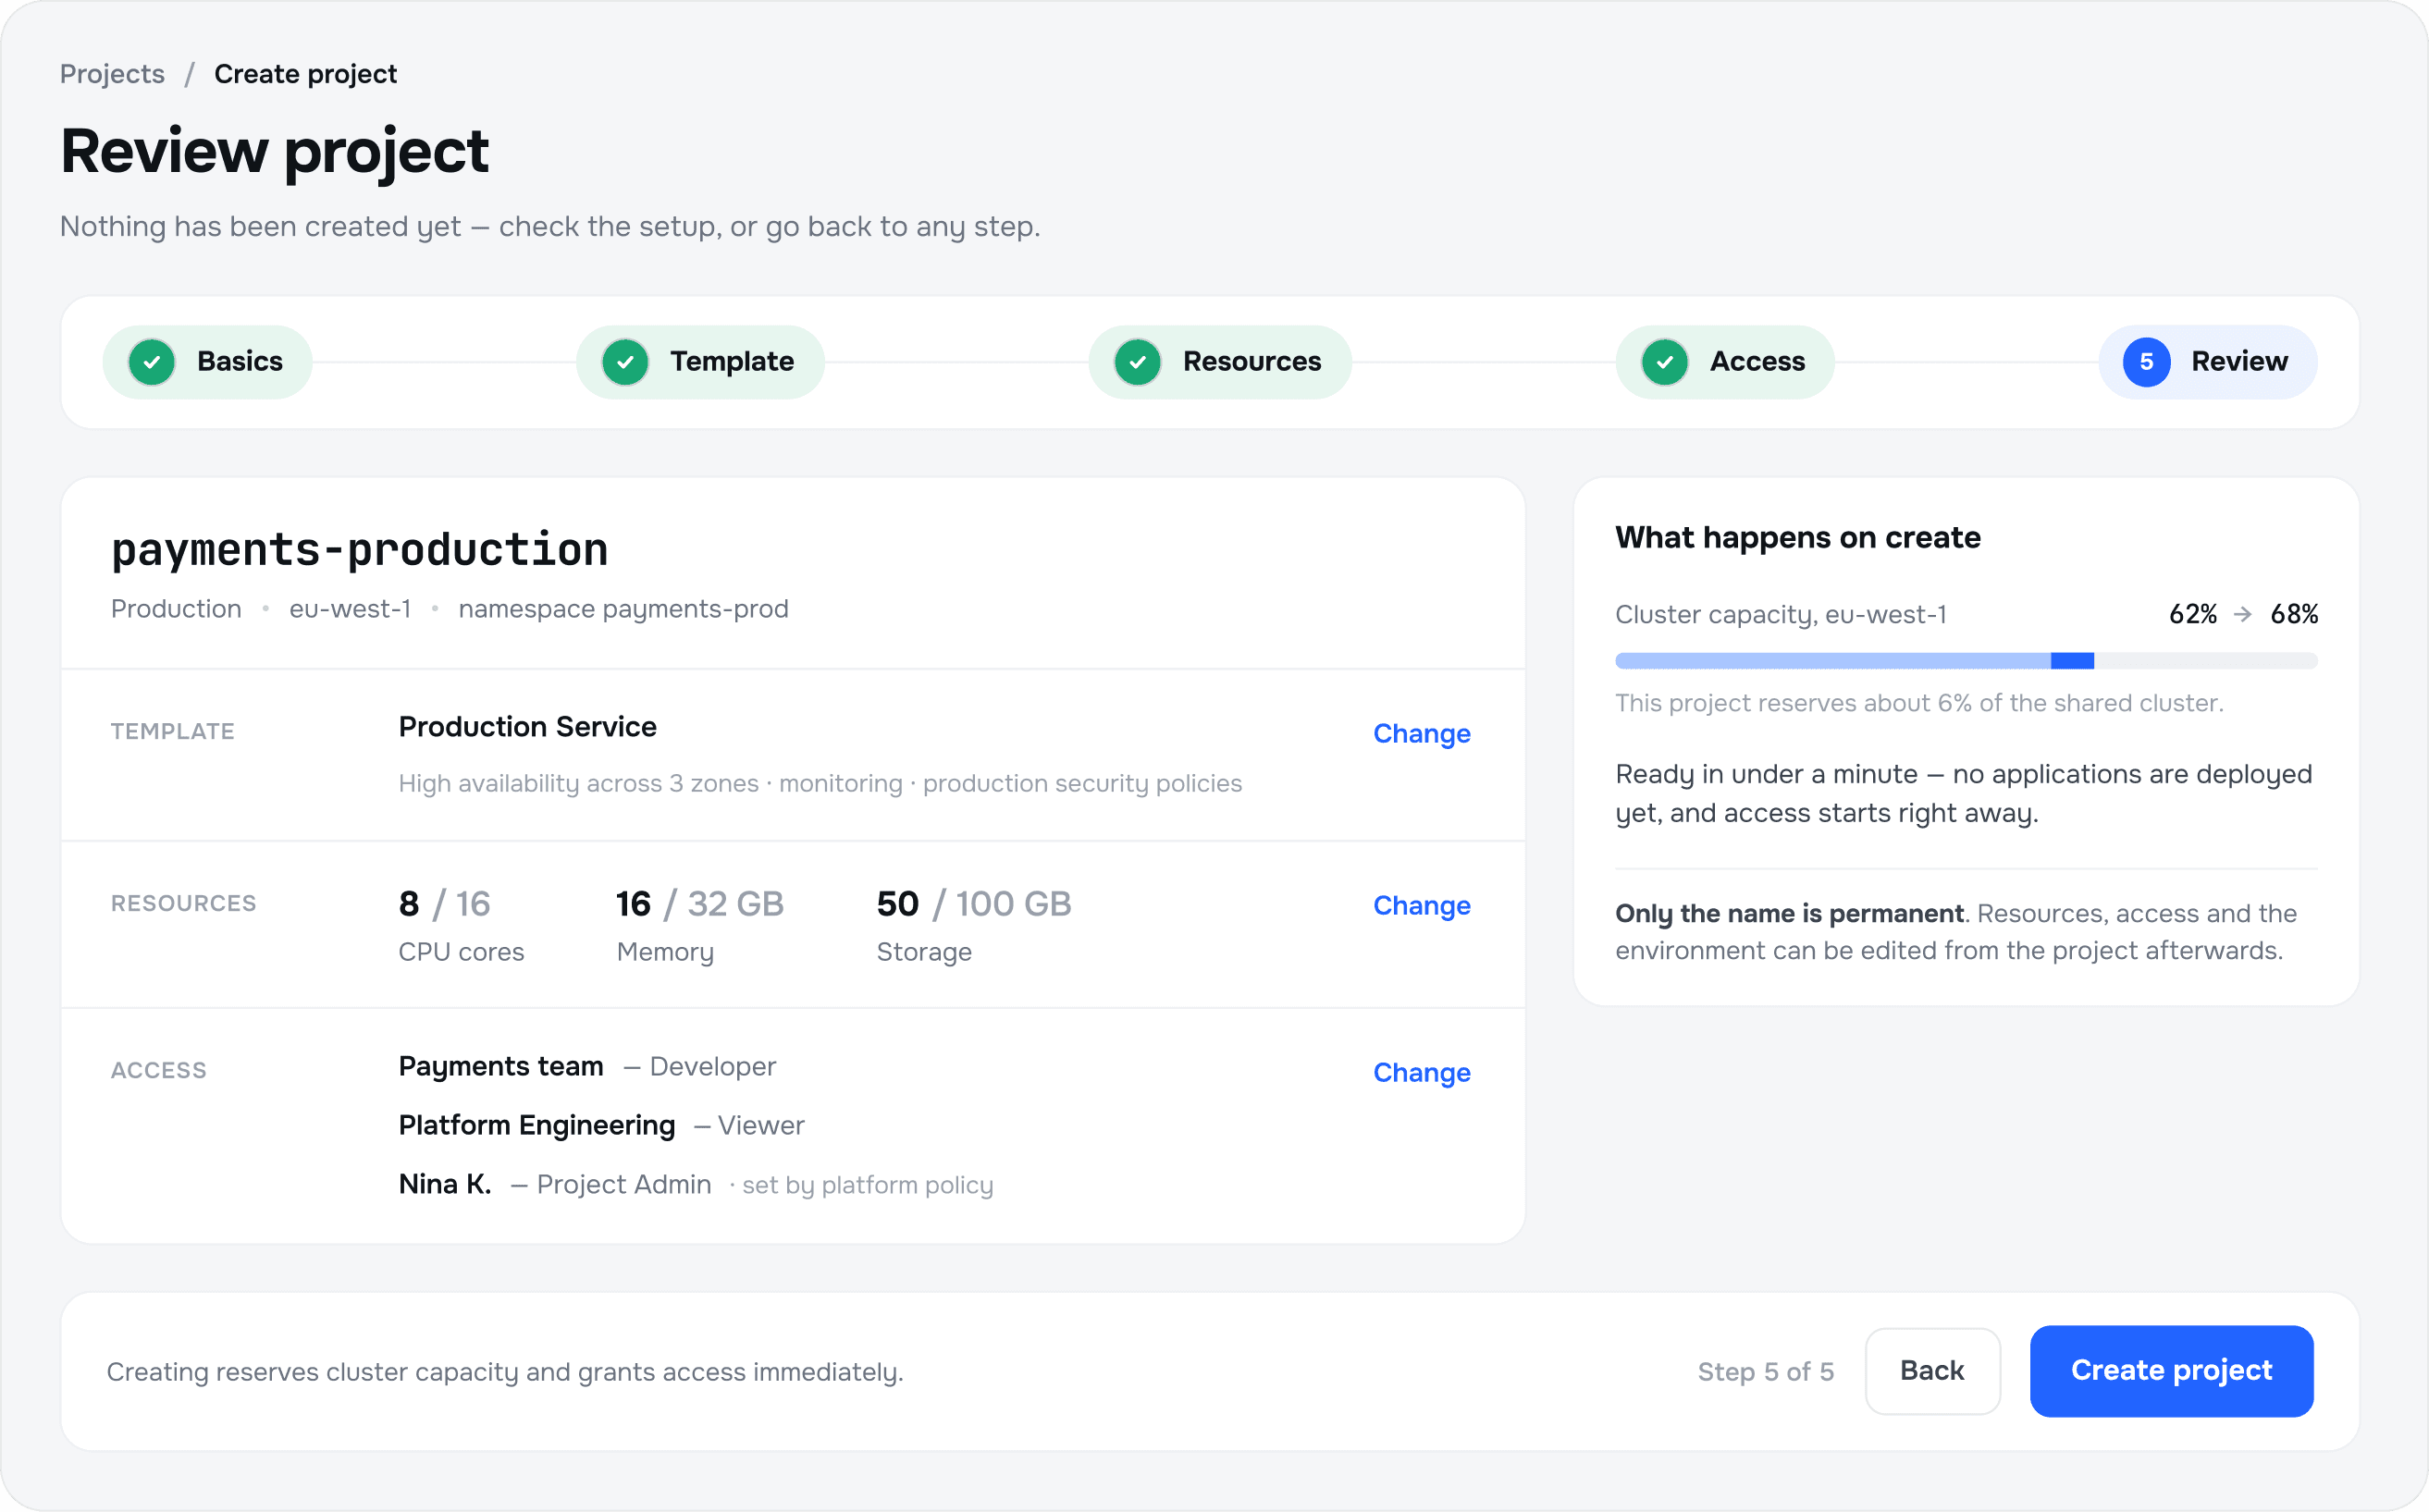 Projects / Create project
Review project
Nothing has been created yet — check the setup, or go back to any step.
Basics
Template
Resources
Access
5 Review
payments-production
Production • eu-west-1 • namespace payments-prod
TEMPLATE
Production Service
Change
High availability across 3 zones · monitoring · production security policies
RESOURCES
8 / 16
16 / 32 GB
50 / 100 GB
Change
CPU cores
Memory
Storage
ACCESS
Payments team — Developer
Change
Platform Engineering — Viewer
Nina K. — Project Admin · set by platform policy
What happens on create
Cluster capacity, eu-west-1
62% → 68%
This project reserves about 6% of the shared cluster.
Ready in under a minute — no applications are deployed
yet, and access starts right away.
Only the name is permanent. Resources, access and the
environment can be edited from the project afterwards.
Creating reserves cluster capacity and grants access immediately.
Step 5 of 5
Back
Create project